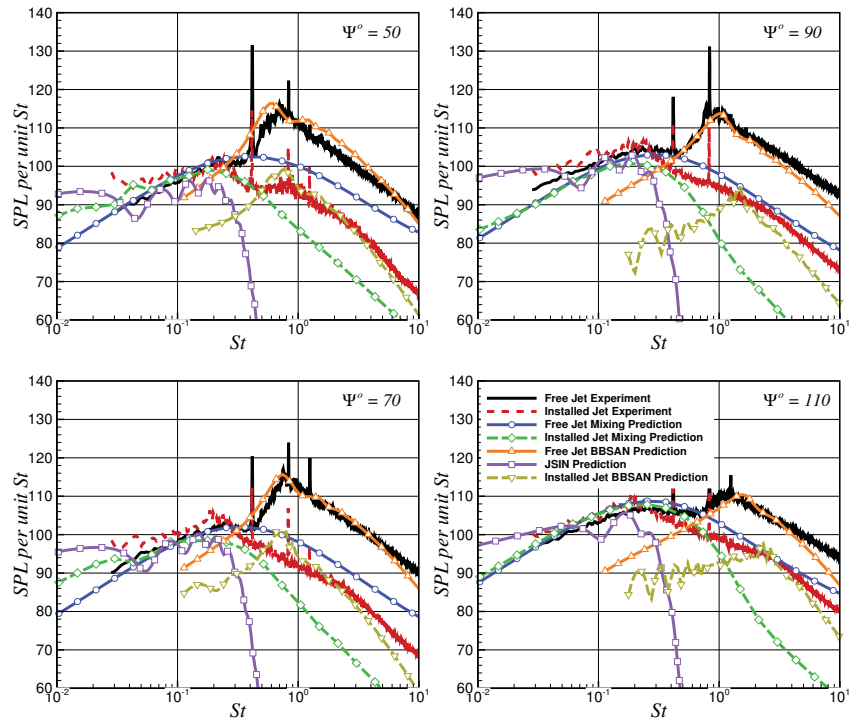 Ψ° = 50
SPL per unit St
140
130
120
110
100
90
80
70
60
10⁻² 10⁻¹ 10⁰ 10¹
St
Ψ° = 90
SPL per unit St
140
130
120
110
100
90
80
70
60
10⁻² 10⁻¹ 10⁰ 10¹
St
Ψ° = 70
SPL per unit St
140
130
120
110
100
90
80
70
60
10⁻² 10⁻¹ 10⁰ 10¹
St
Ψ° = 110
Free Jet Experiment
Installed Jet Experiment
Free Jet Mixing Prediction
Installed Jet Mixing Prediction
Free Jet BBSAN Prediction
JSIN Prediction
Installed Jet BBSAN Prediction
SPL per unit St
140
130
120
110
100
90
80
70
60
10⁻² 10⁻¹ 10⁰ 10¹
St